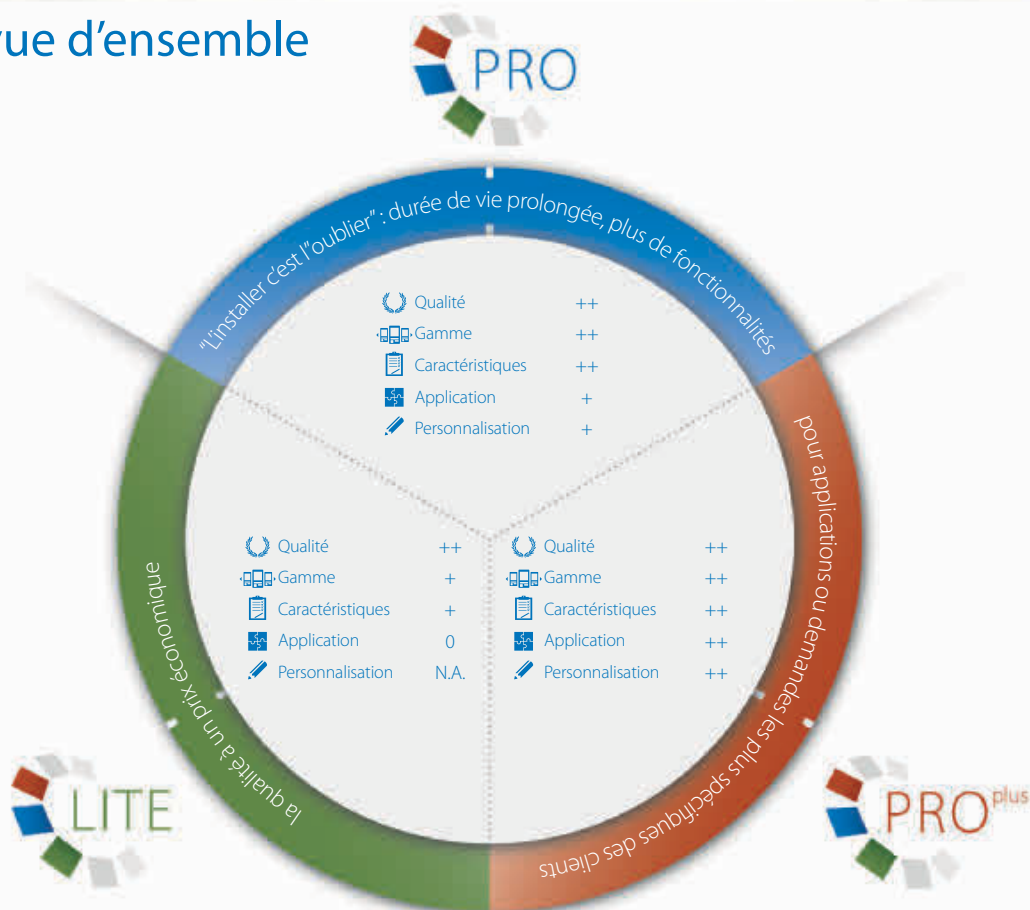 vue d'ensemble
PRO
"L'installer c'est l"oublier" : durée de vie prolongée, plus de fonctionnalités
Qualité ++
Gamme ++
Caractéristiques ++
Application +
Personnalisation +
la qualité à un prix économique
Qualité ++
Gamme +
Caractéristiques +
Application 0
Personnalisation N.A.
pour applications ou demandes les plus spécifiques des clients
Qualité ++
Gamme ++
Caractéristiques ++
Application ++
Personnalisation ++
LITE
PRO plus